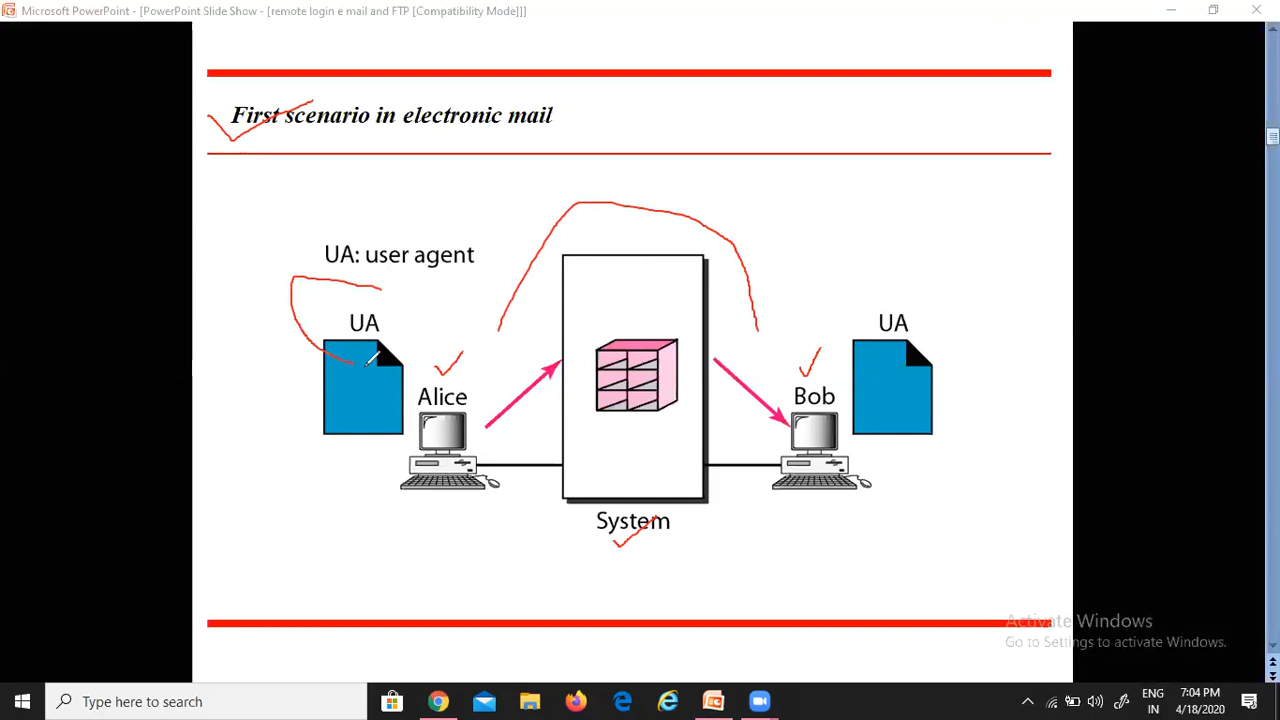 Microsoft PowerPoint - [PowerPoint Slide Show - [remote login e mail and FTP [Compatibility Mode]]]
First scenario in electronic mail
UA: user agent
UA
UA
Alice
Bob
System
Activate Windows
Go to Settings to activate Windows.
Type here to search
ENG
7:04 PM
IN
4/18/2020